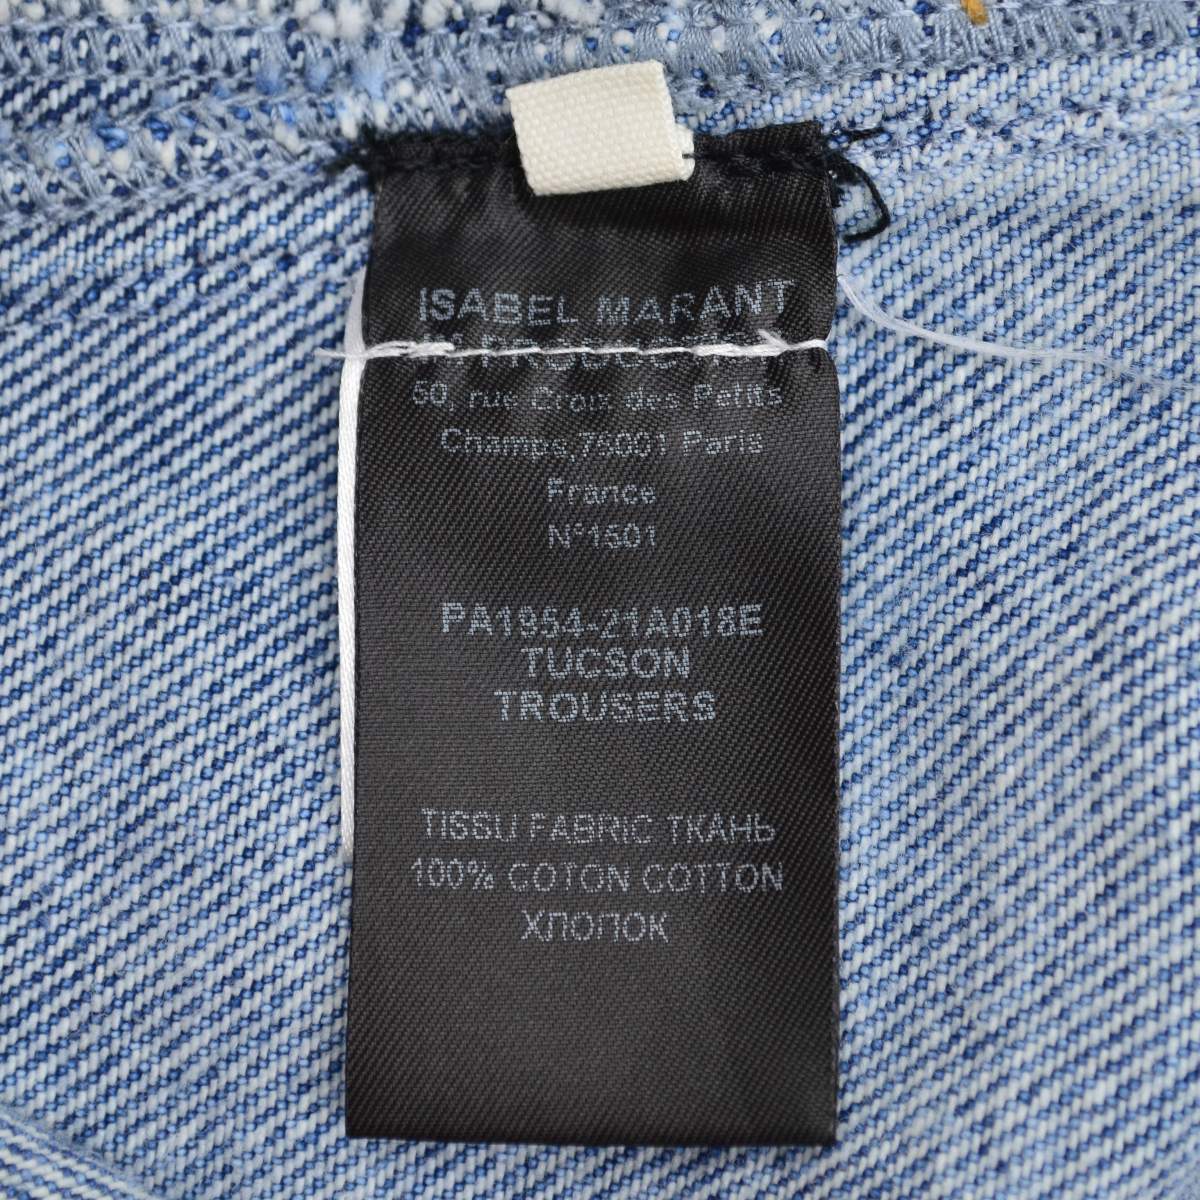 ISABEL MARANT
50, rue Croix des Petits
Champs,75001 Paris
France
N°1501
PA1954-21A018E
TUCSON
TROUSERS
TISSU FABRIC ТКАНЬ
100% COTON COTTON
ХЛОПОК